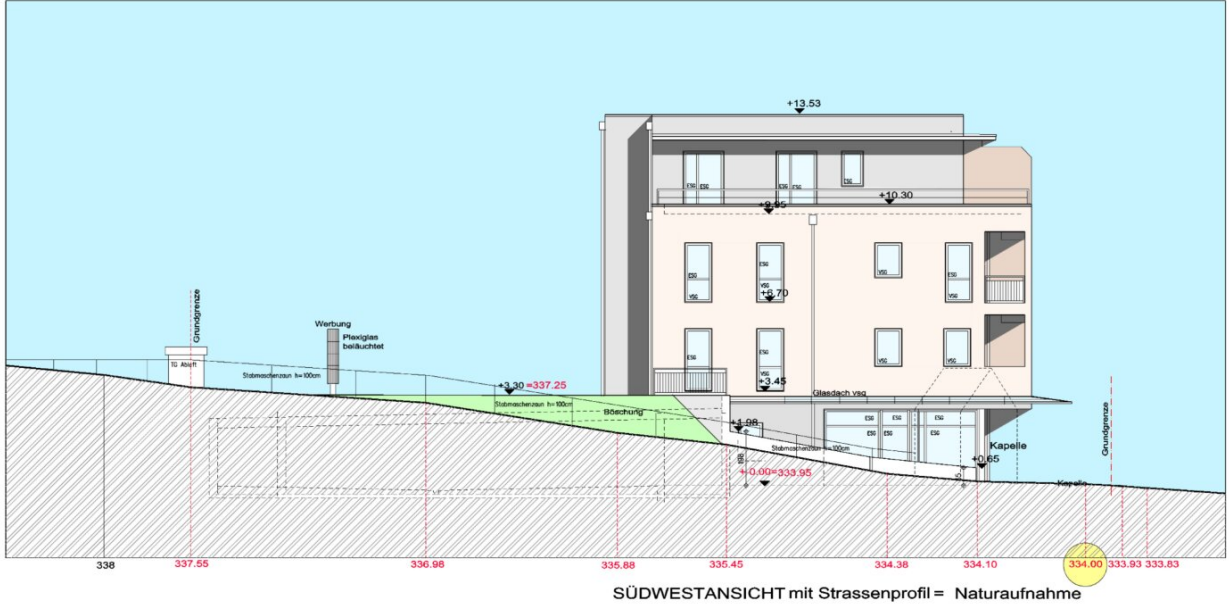 +13.53
ESG ESG
ESG ESG
ESG
+10.30
+9.95
Grundgrenze
ESG
ESG
VSG
VSG
ESG
VSG
+6.70
Werbung
Plexiglas
beläuchtet
TG Abluft
Stabmaschenzaun h=100cm
+3.30 =337.25
Stabmaschenzaun h=100cm
Böschung
ESG
ESG
VSG
VSG
ESG
+3.45
Glasdach vsg
ESG ESG ESG
ESG ESG ESG
+1.98
198
Stabmaschenzaun h=100cm
Kapelle
+0.65
Grundgrenze
+-0.00=333.95
Kapelle
338
337.55
336.98
335.88
335.45
334.38
334.10
334.00
333.93
333.83
SÜDWESTANSICHT mit Strassenprofil = Naturaufnahme